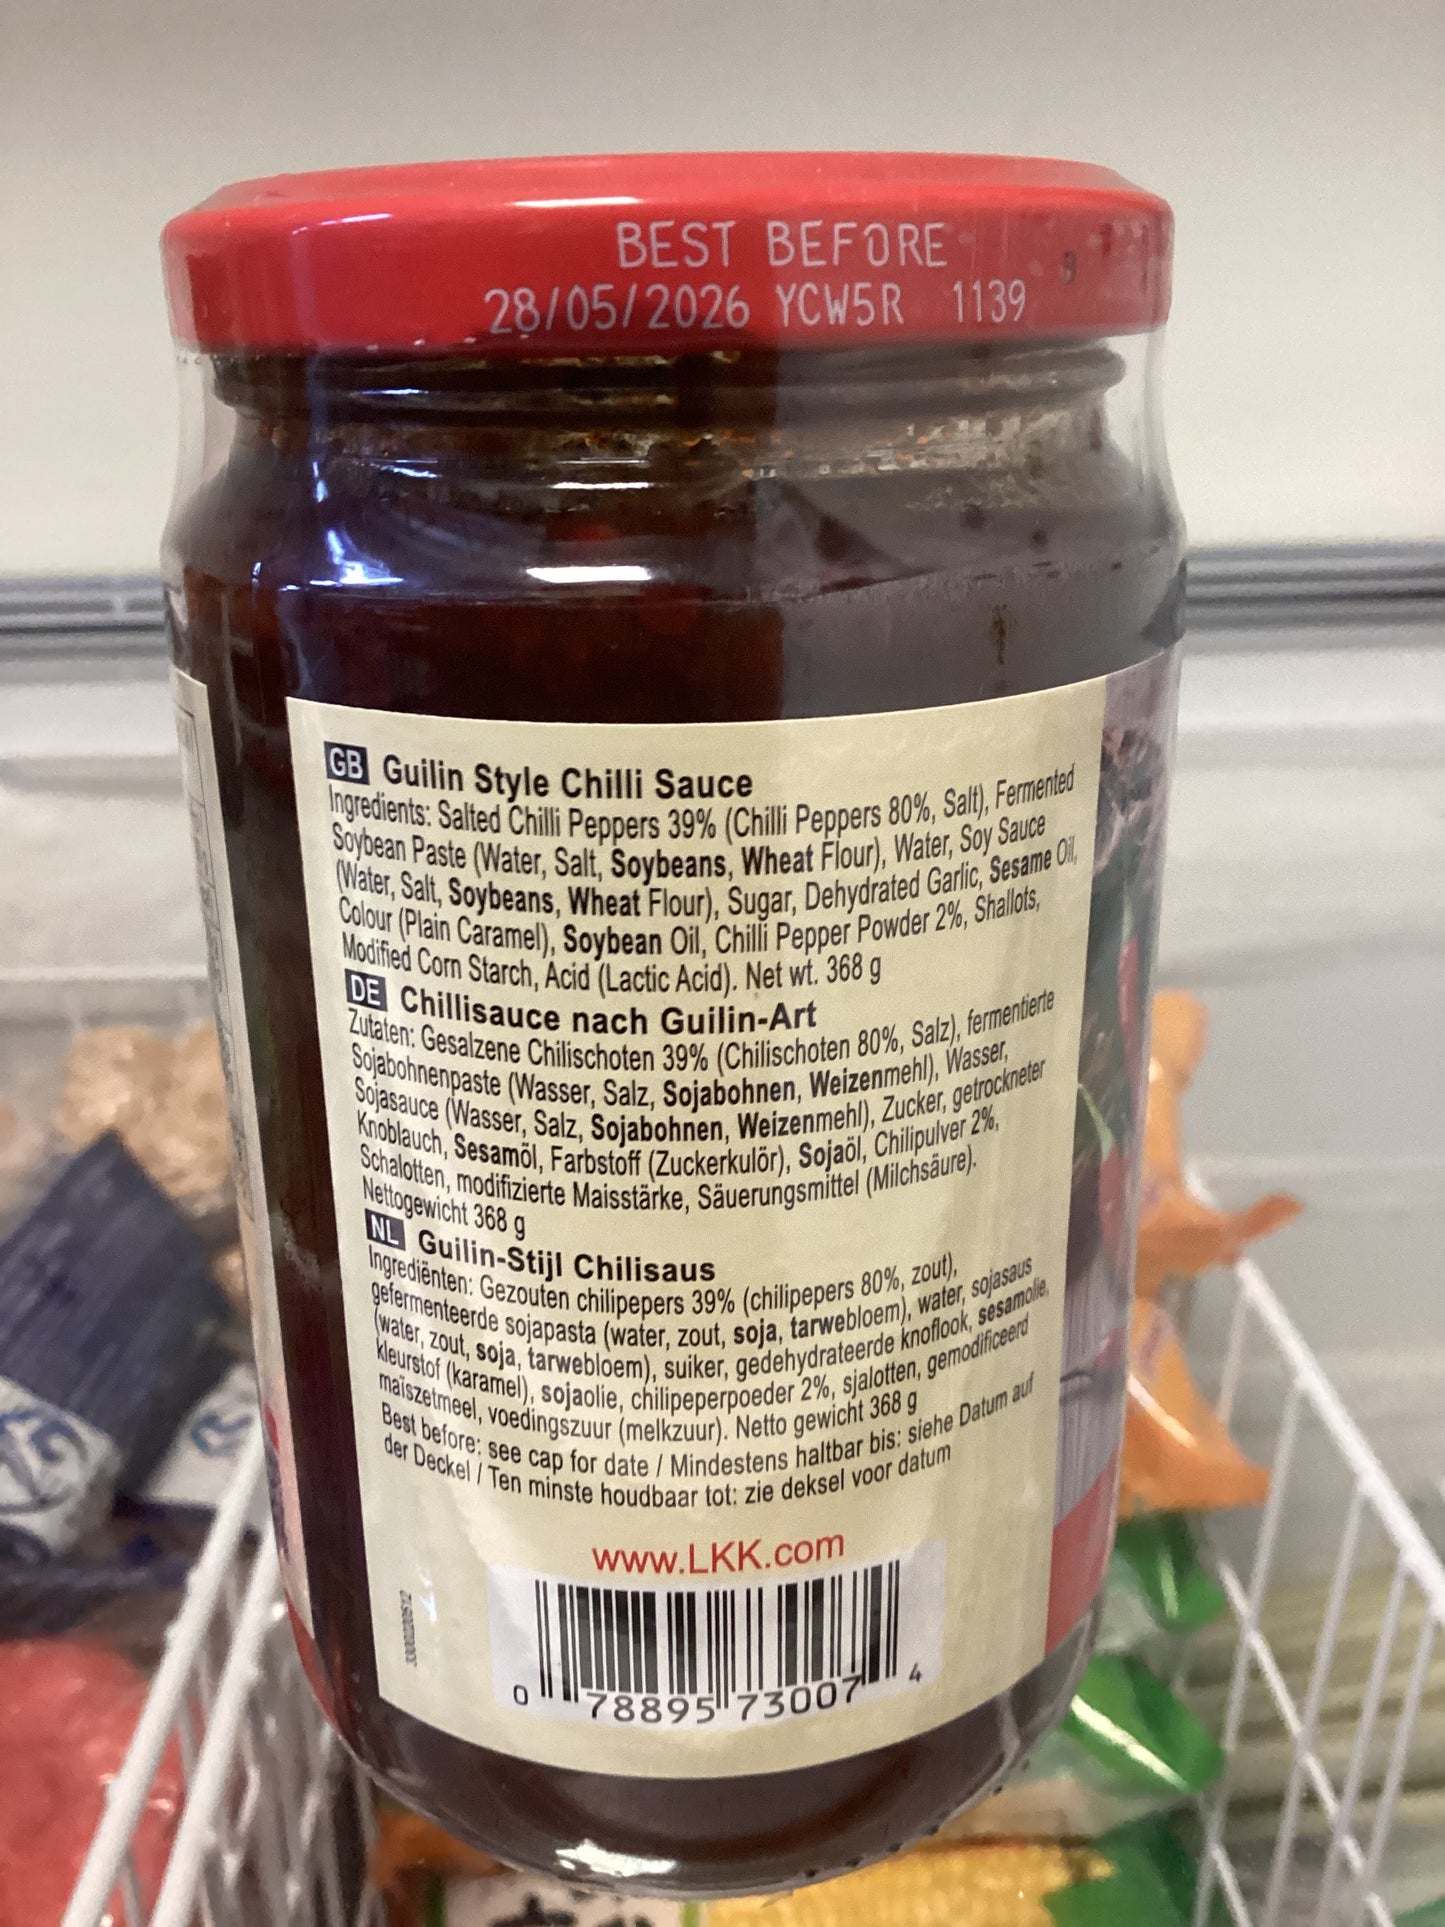 BEST BEFORE
28/05/2026 YCW5R 1139
GB Guilin Style Chilli Sauce
Ingredients: Salted Chilli Peppers 39% (Chilli Peppers 80%, Salt), Fermented
Soybean Paste (Water, Salt, Soybeans, Wheat Flour), Water, Soy Sauce
(Water, Salt, Soybeans, Wheat Flour), Sugar, Dehydrated Garlic, Sesame Oil,
Colour (Plain Caramel), Soybean Oil, Chilli Pepper Powder 2%, Shallots,
Modified Corn Starch, Acid (Lactic Acid). Net wt. 368 g
DE Chillisauce nach Guilin-Art
Zutaten: Gesalzene Chilischoten 39% (Chilischoten 80%, Salz), fermentierte
Sojabohnenpaste (Wasser, Salz, Sojabohnen, Weizenmehl), Wasser,
Sojasauce (Wasser, Salz, Sojabohnen, Weizenmehl), Zucker, getrockneter
Knoblauch, Sesamöl, Farbstoff (Zuckerkulör), Sojaöl, Chilipulver 2%,
Schalotten, modifizierte Maisstärke, Säuerungsmittel (Milchsäure).
Nettogewicht 368 g
NL Guilin-Stijl Chilisaus
Ingrediënten: Gezouten chilipepers 39% (chilipepers 80%, zout),
gefermenteerde sojapasta (water, zout, soja, tarwebloem), water, sojasaus
(water, zout, soja, tarwebloem), suiker, gedehydrateerde knoflook, sesamolie,
kleurstof (karamel), sojaolie, chilipeperpoeder 2%, sjalotten, gemodificeerd
maïszetmeel, voedingszuur (melkzuur). Netto gewicht 368 g
Best before: see cap for date / Mindestens haltbar bis: siehe Datum auf
der Deckel / Ten minste houdbaar tot: zie deksel voor datum
www.LKK.com
0 78895 73007 4